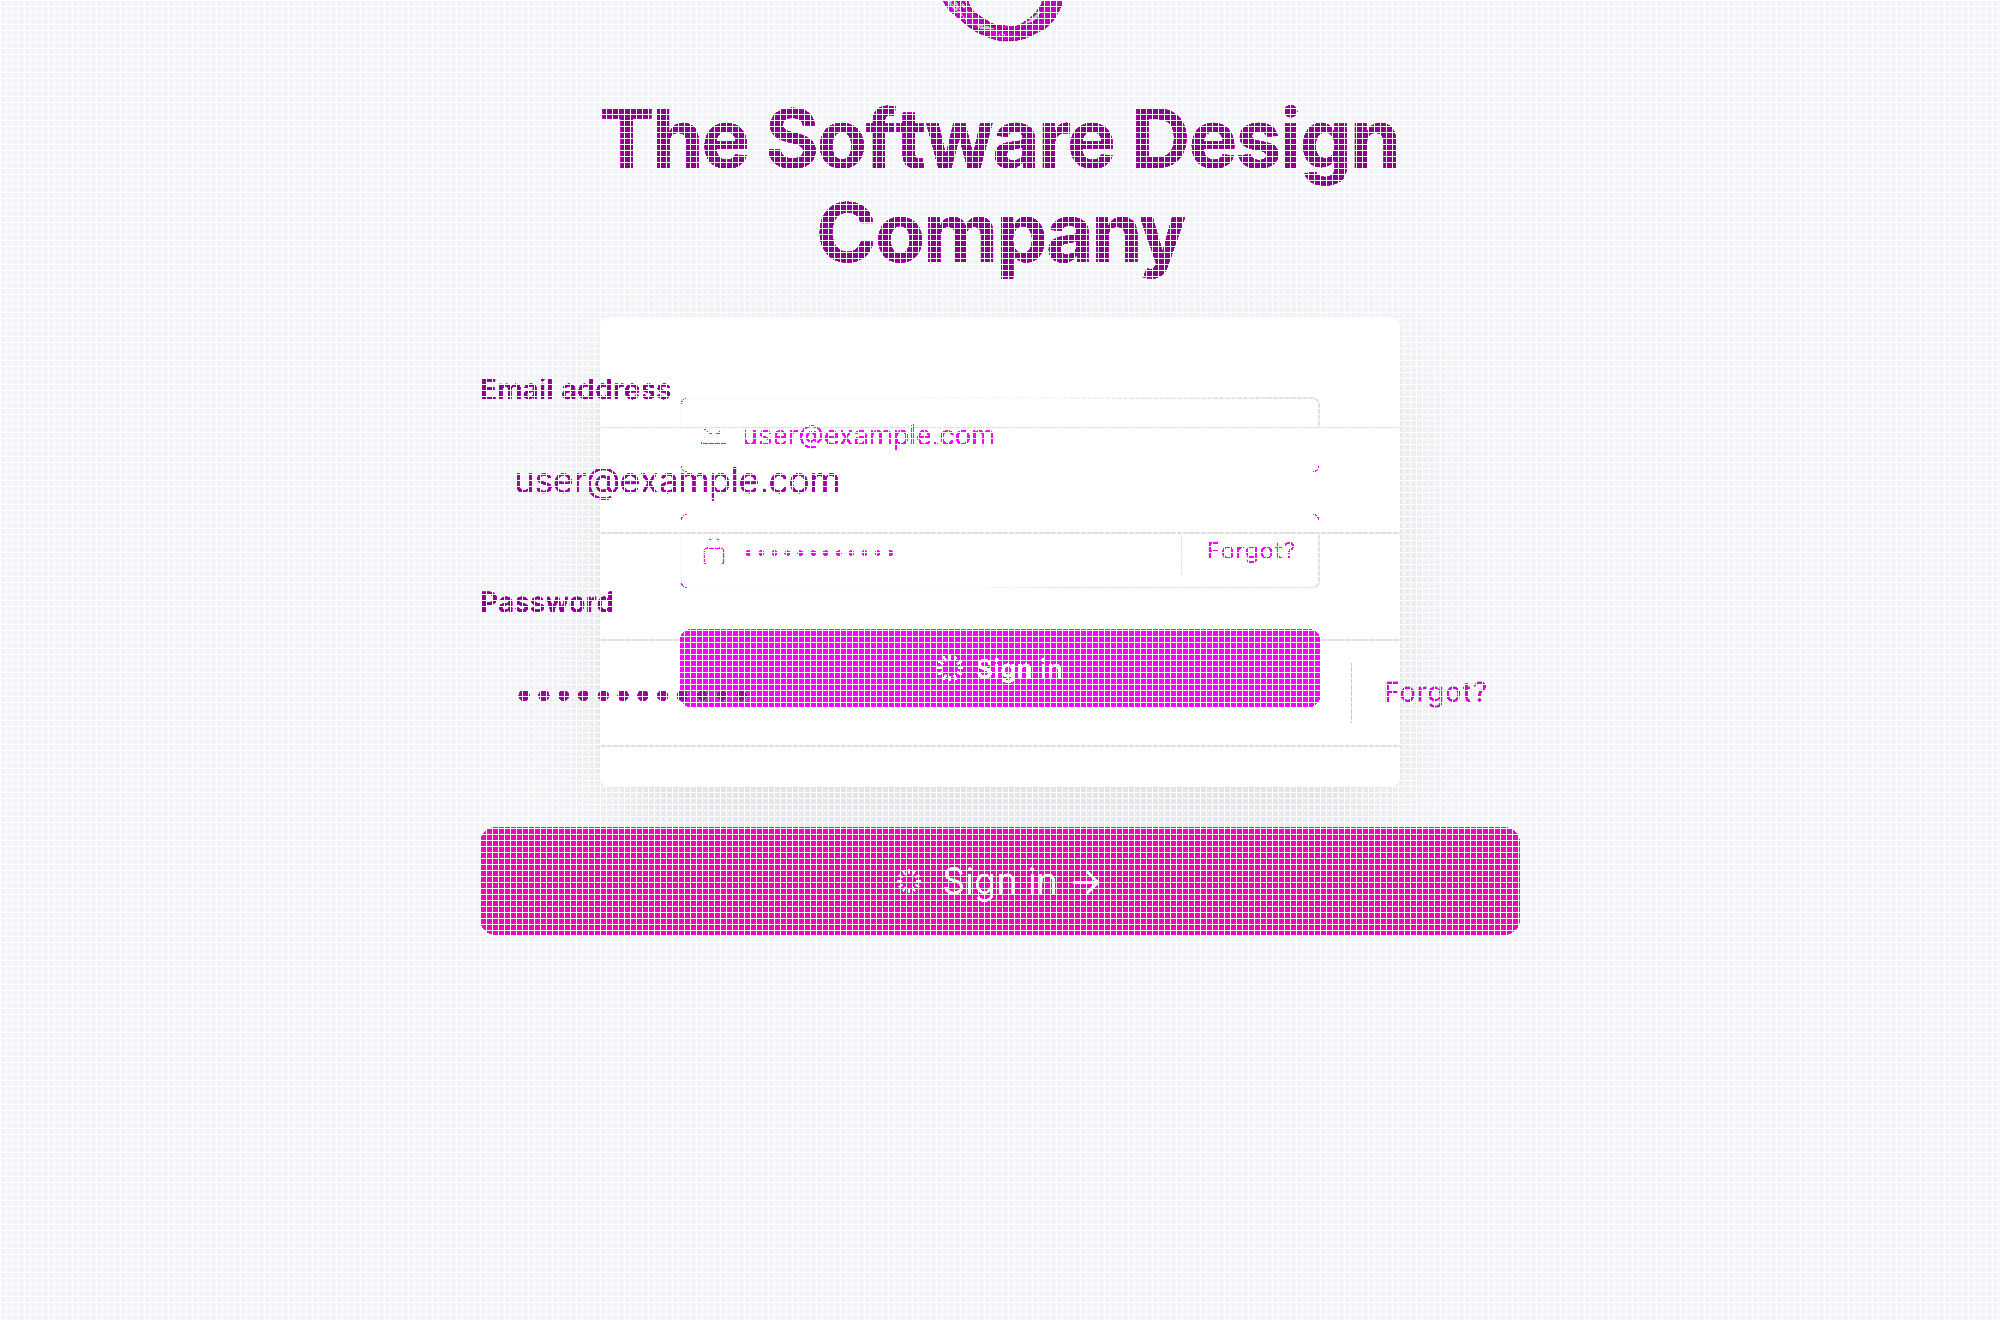 The Software Design
Company
Email address
user@example.com
user@example.com
Forgot?
Password
Sign in
Forgot?
Sign in →